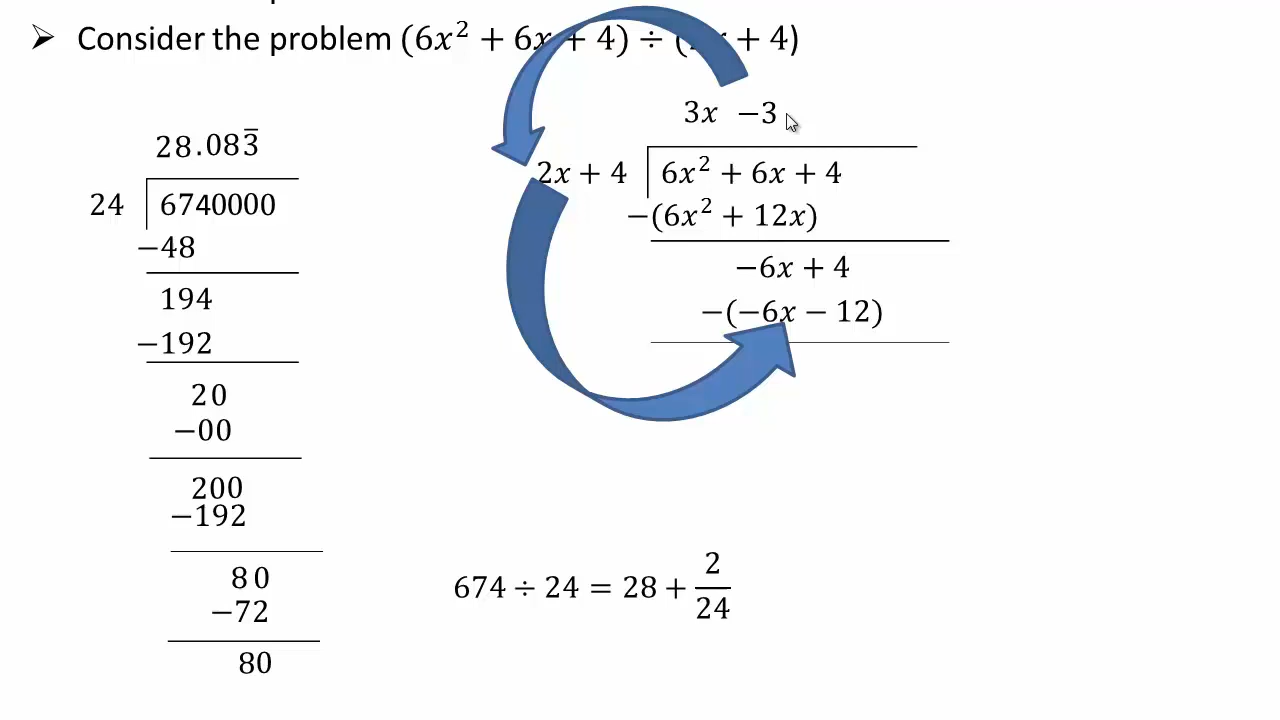 ➢ Consider the problem (6x² + 6x + 4) ÷ ( + 4)
28.083̅
24 6740000
−48
194
−192
20
−00
200
−192
80
−72
80
3x −3
2x + 4 6x² + 6x + 4
−(6x² + 12x)
−6x + 4
−(−6x − 12)
674 ÷ 24 = 28 + 2/24